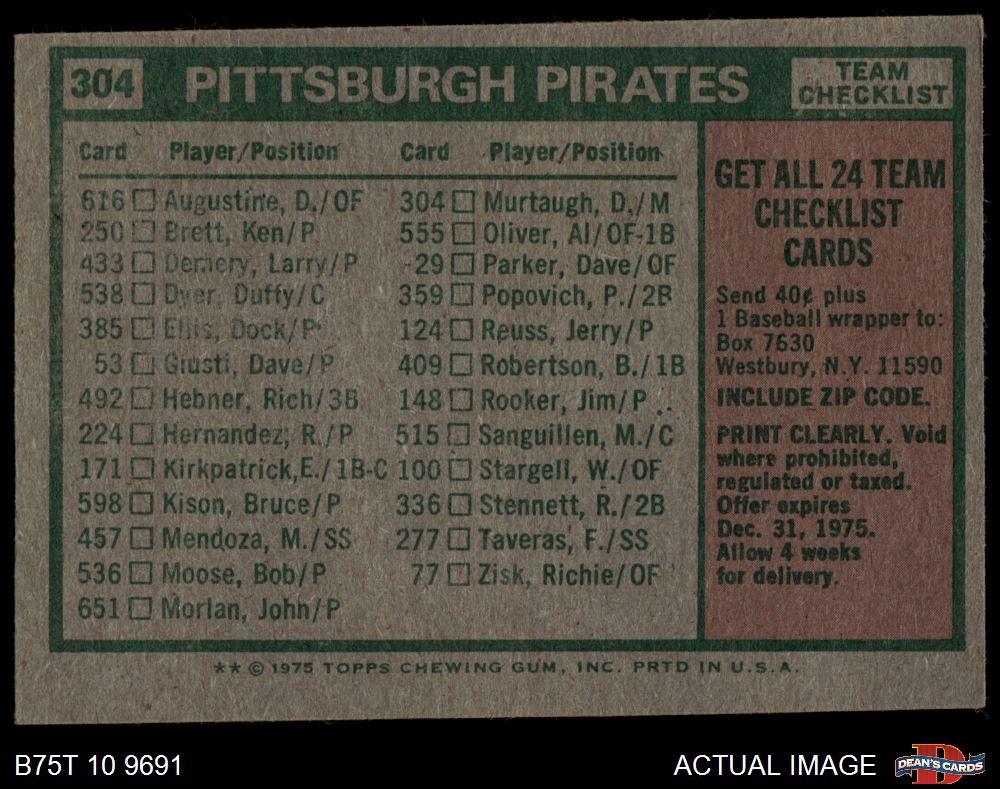 304 PITTSBURGH PIRATES TEAM CHECKLIST
Card Player/Position Card Player/Position
616 Augustine, D./OF 304 Murtaugh, D./M
250 Brett, Ken/P 555 Oliver, Al/OF-1B
433 Demery, Larry/P 29 Parker, Dave/OF
538 Dyer, Duffy/C 359 Popovich, P./2B
385 Ellis, Dock/P 124 Reuss, Jerry/P
53 Giusti, Dave/P 409 Robertson, B./1B
492 Hebner, Rich/3B 148 Rooker, Jim/P
224 Hernandez, R./P 515 Sanguillen, M./C
171 Kirkpatrick,E./1B-C 100 Stargell, W./OF
598 Kison, Bruce/P 336 Stennett, R./2B
457 Mendoza, M./SS 277 Taveras, F./SS
536 Moose, Bob/P 77 Zisk, Richie/OF
651 Morlan, John/P
GET ALL 24 TEAM
CHECKLIST
CARDS
Send 40¢ plus
1 Baseball wrapper to:
Box 7630
Westbury, N.Y. 11590
INCLUDE ZIP CODE.
PRINT CLEARLY. Void
where prohibited,
regulated or taxed.
Offer expires
Dec. 31, 1975.
Allow 4 weeks
for delivery.
** © 1975 TOPPS CHEWING GUM, INC. PRTD IN U.S.A.
B75T 10 9691 ACTUAL IMAGE DEAN'S CARDS